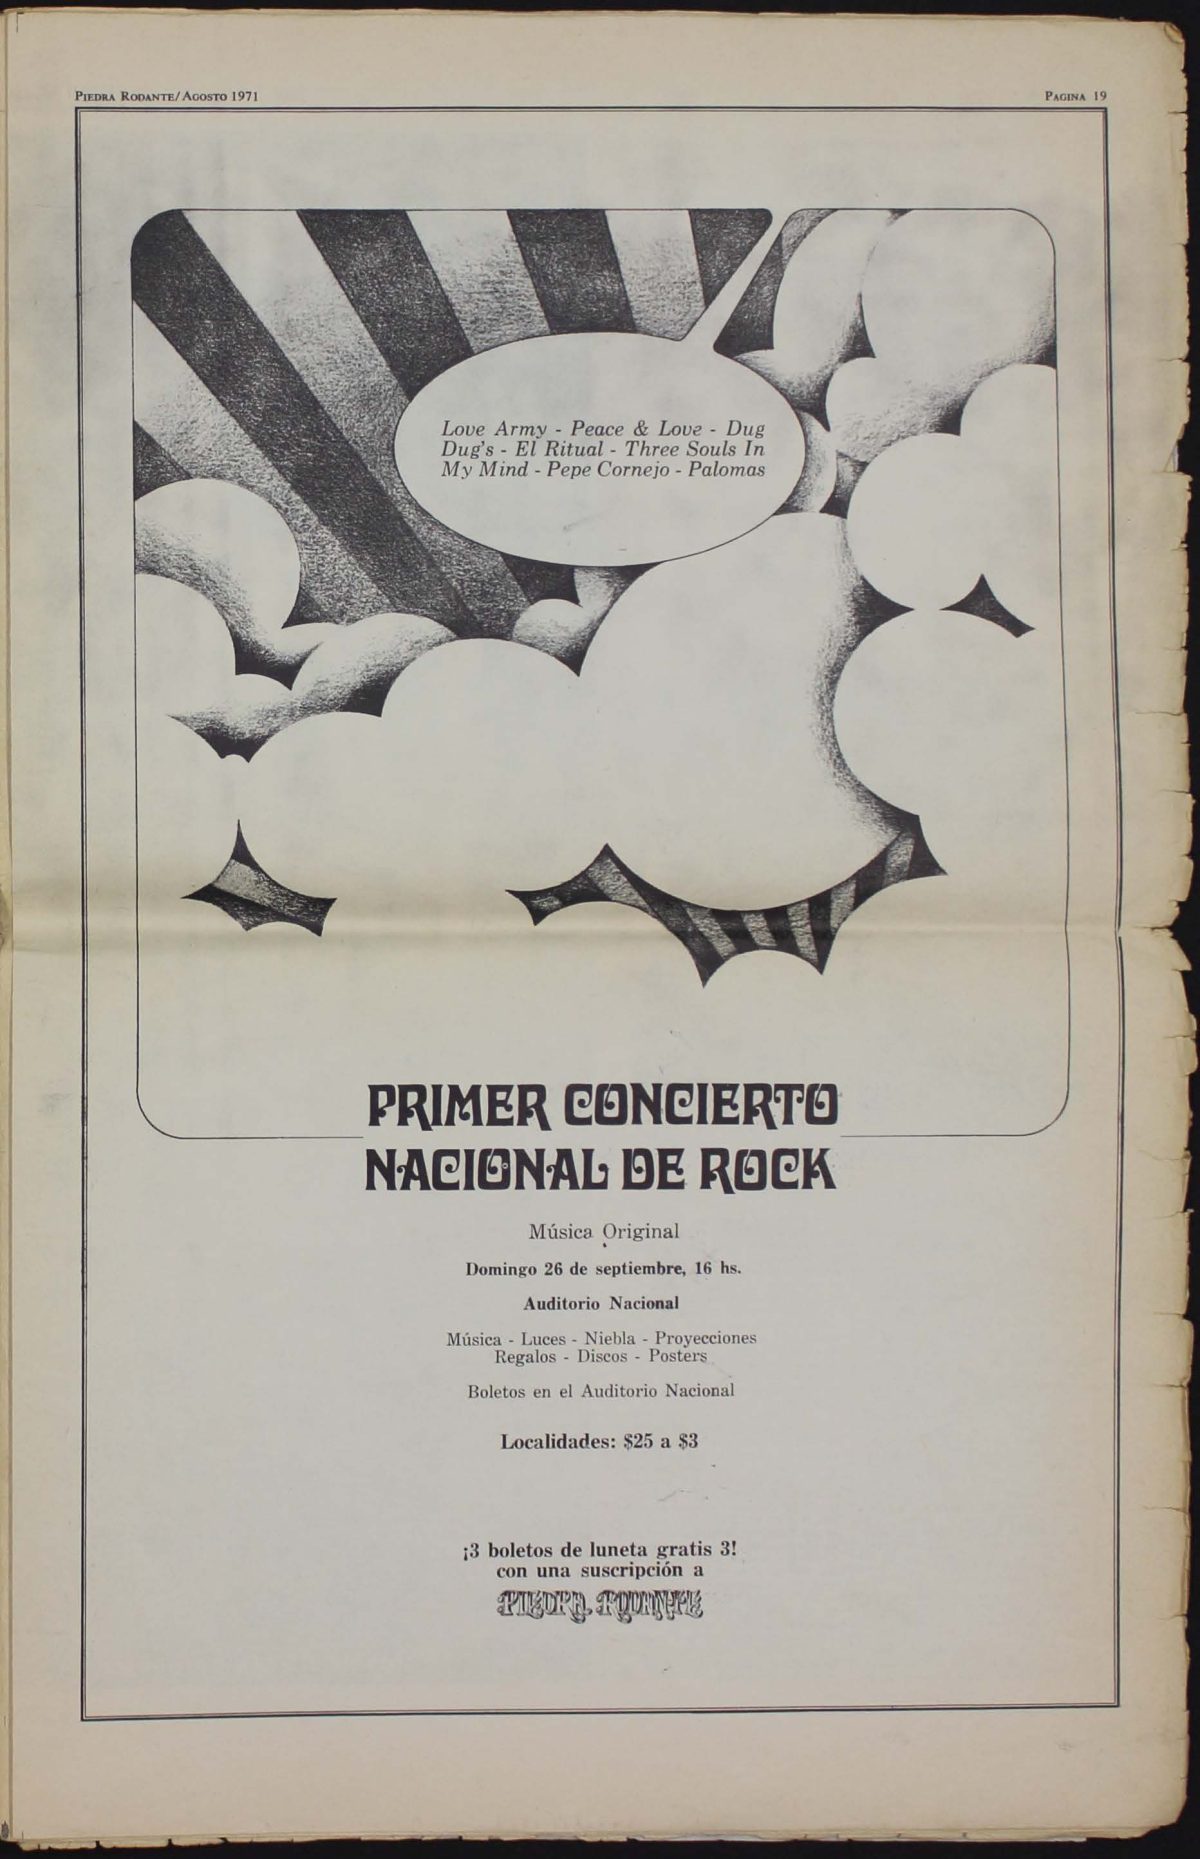 PIEDRA RODANTE/AGOSTO 1971
PAGINA 19
Love Army - Peace & Love - Dug
Dug's - El Ritual - Three Souls In
My Mind - Pepe Cornejo - Palomas
PRIMER CONCIERTO
NACIONAL DE ROCK
Música Original
Domingo 26 de septiembre, 16 hs.
Auditorio Nacional
Música - Luces - Niebla - Proyecciones
Regalos - Discos - Posters
Boletos en el Auditorio Nacional
Localidades: $25 a $3
¡3 boletos de luneta gratis 3!
con una suscripción a
PIEDRA RODANTE